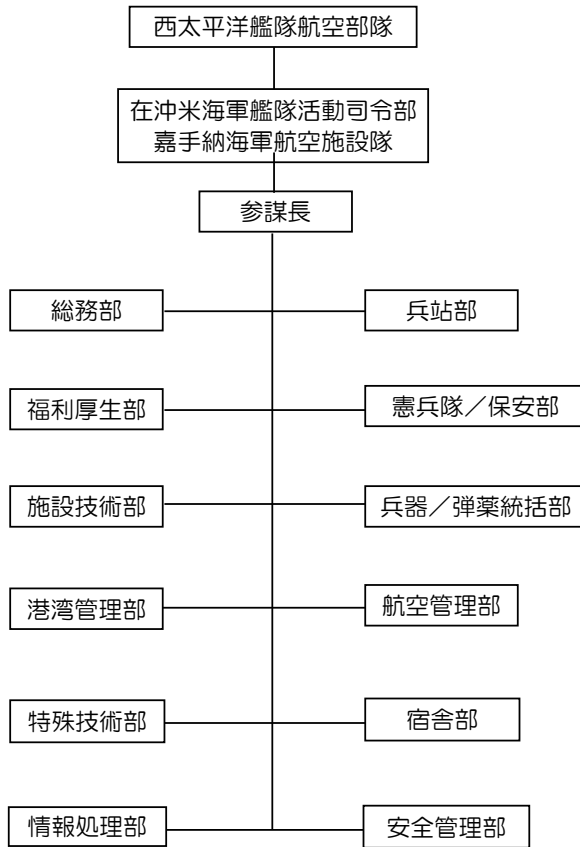 西太平洋艦隊航空部隊
在沖米海軍艦隊活動司令部
嘉手納海軍航空施設隊
参謀長
総務部
兵站部
福利厚生部
憲兵隊／保安部
施設技術部
兵器／弾薬統括部
港湾管理部
航空管理部
特殊技術部
宿舎部
情報処理部
安全管理部